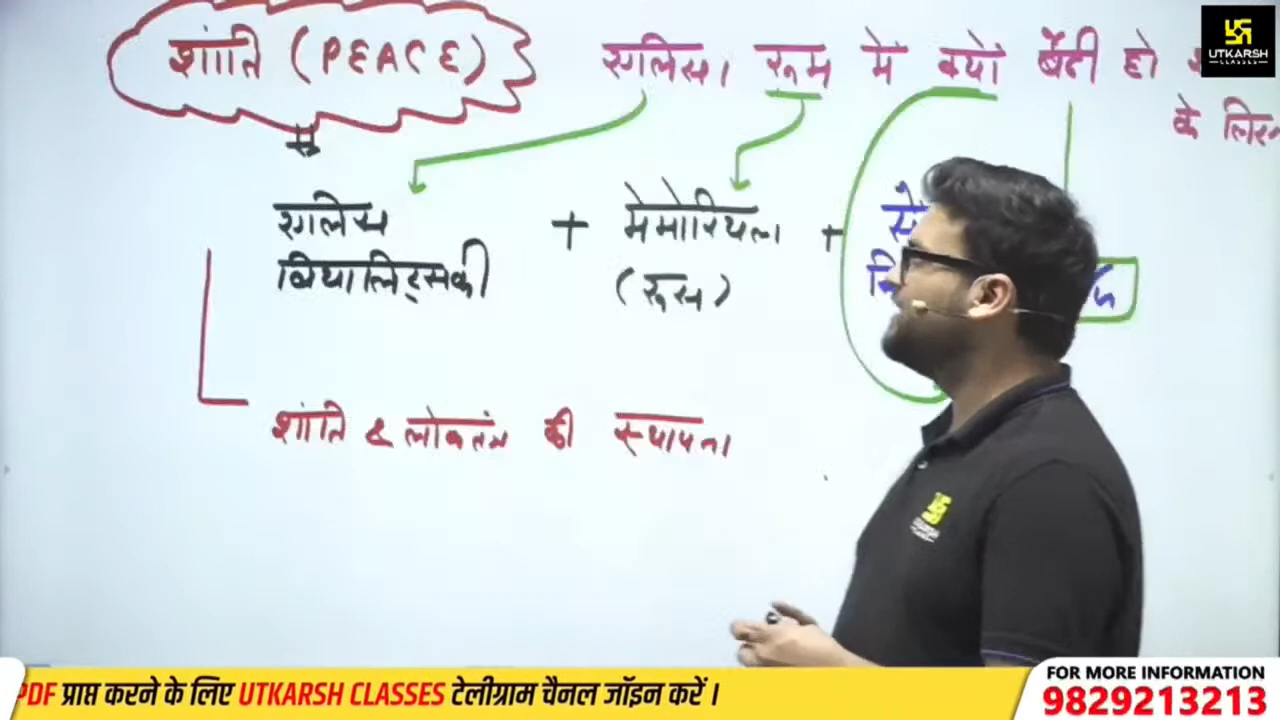 शांति (PEACE)
एलिस। रूम में क्यों बैठी हो
के लिए
एलेस + मेमोरियल + से
बियालिट्सकी (रूस)
शांति & लोकतंत्र की स्थापना
UTKARSH
CLASSES
PDF प्राप्त करने के लिए UTKARSH CLASSES टेलीग्राम चैनल जॉइन करें।
FOR MORE INFORMATION
9829213213